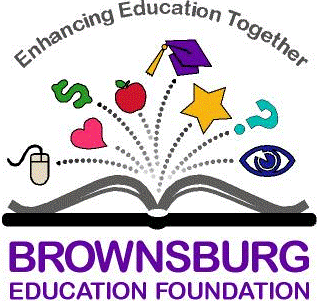 Enhancing Education Together
$
?
BROWNSBURG
EDUCATION FOUNDATION